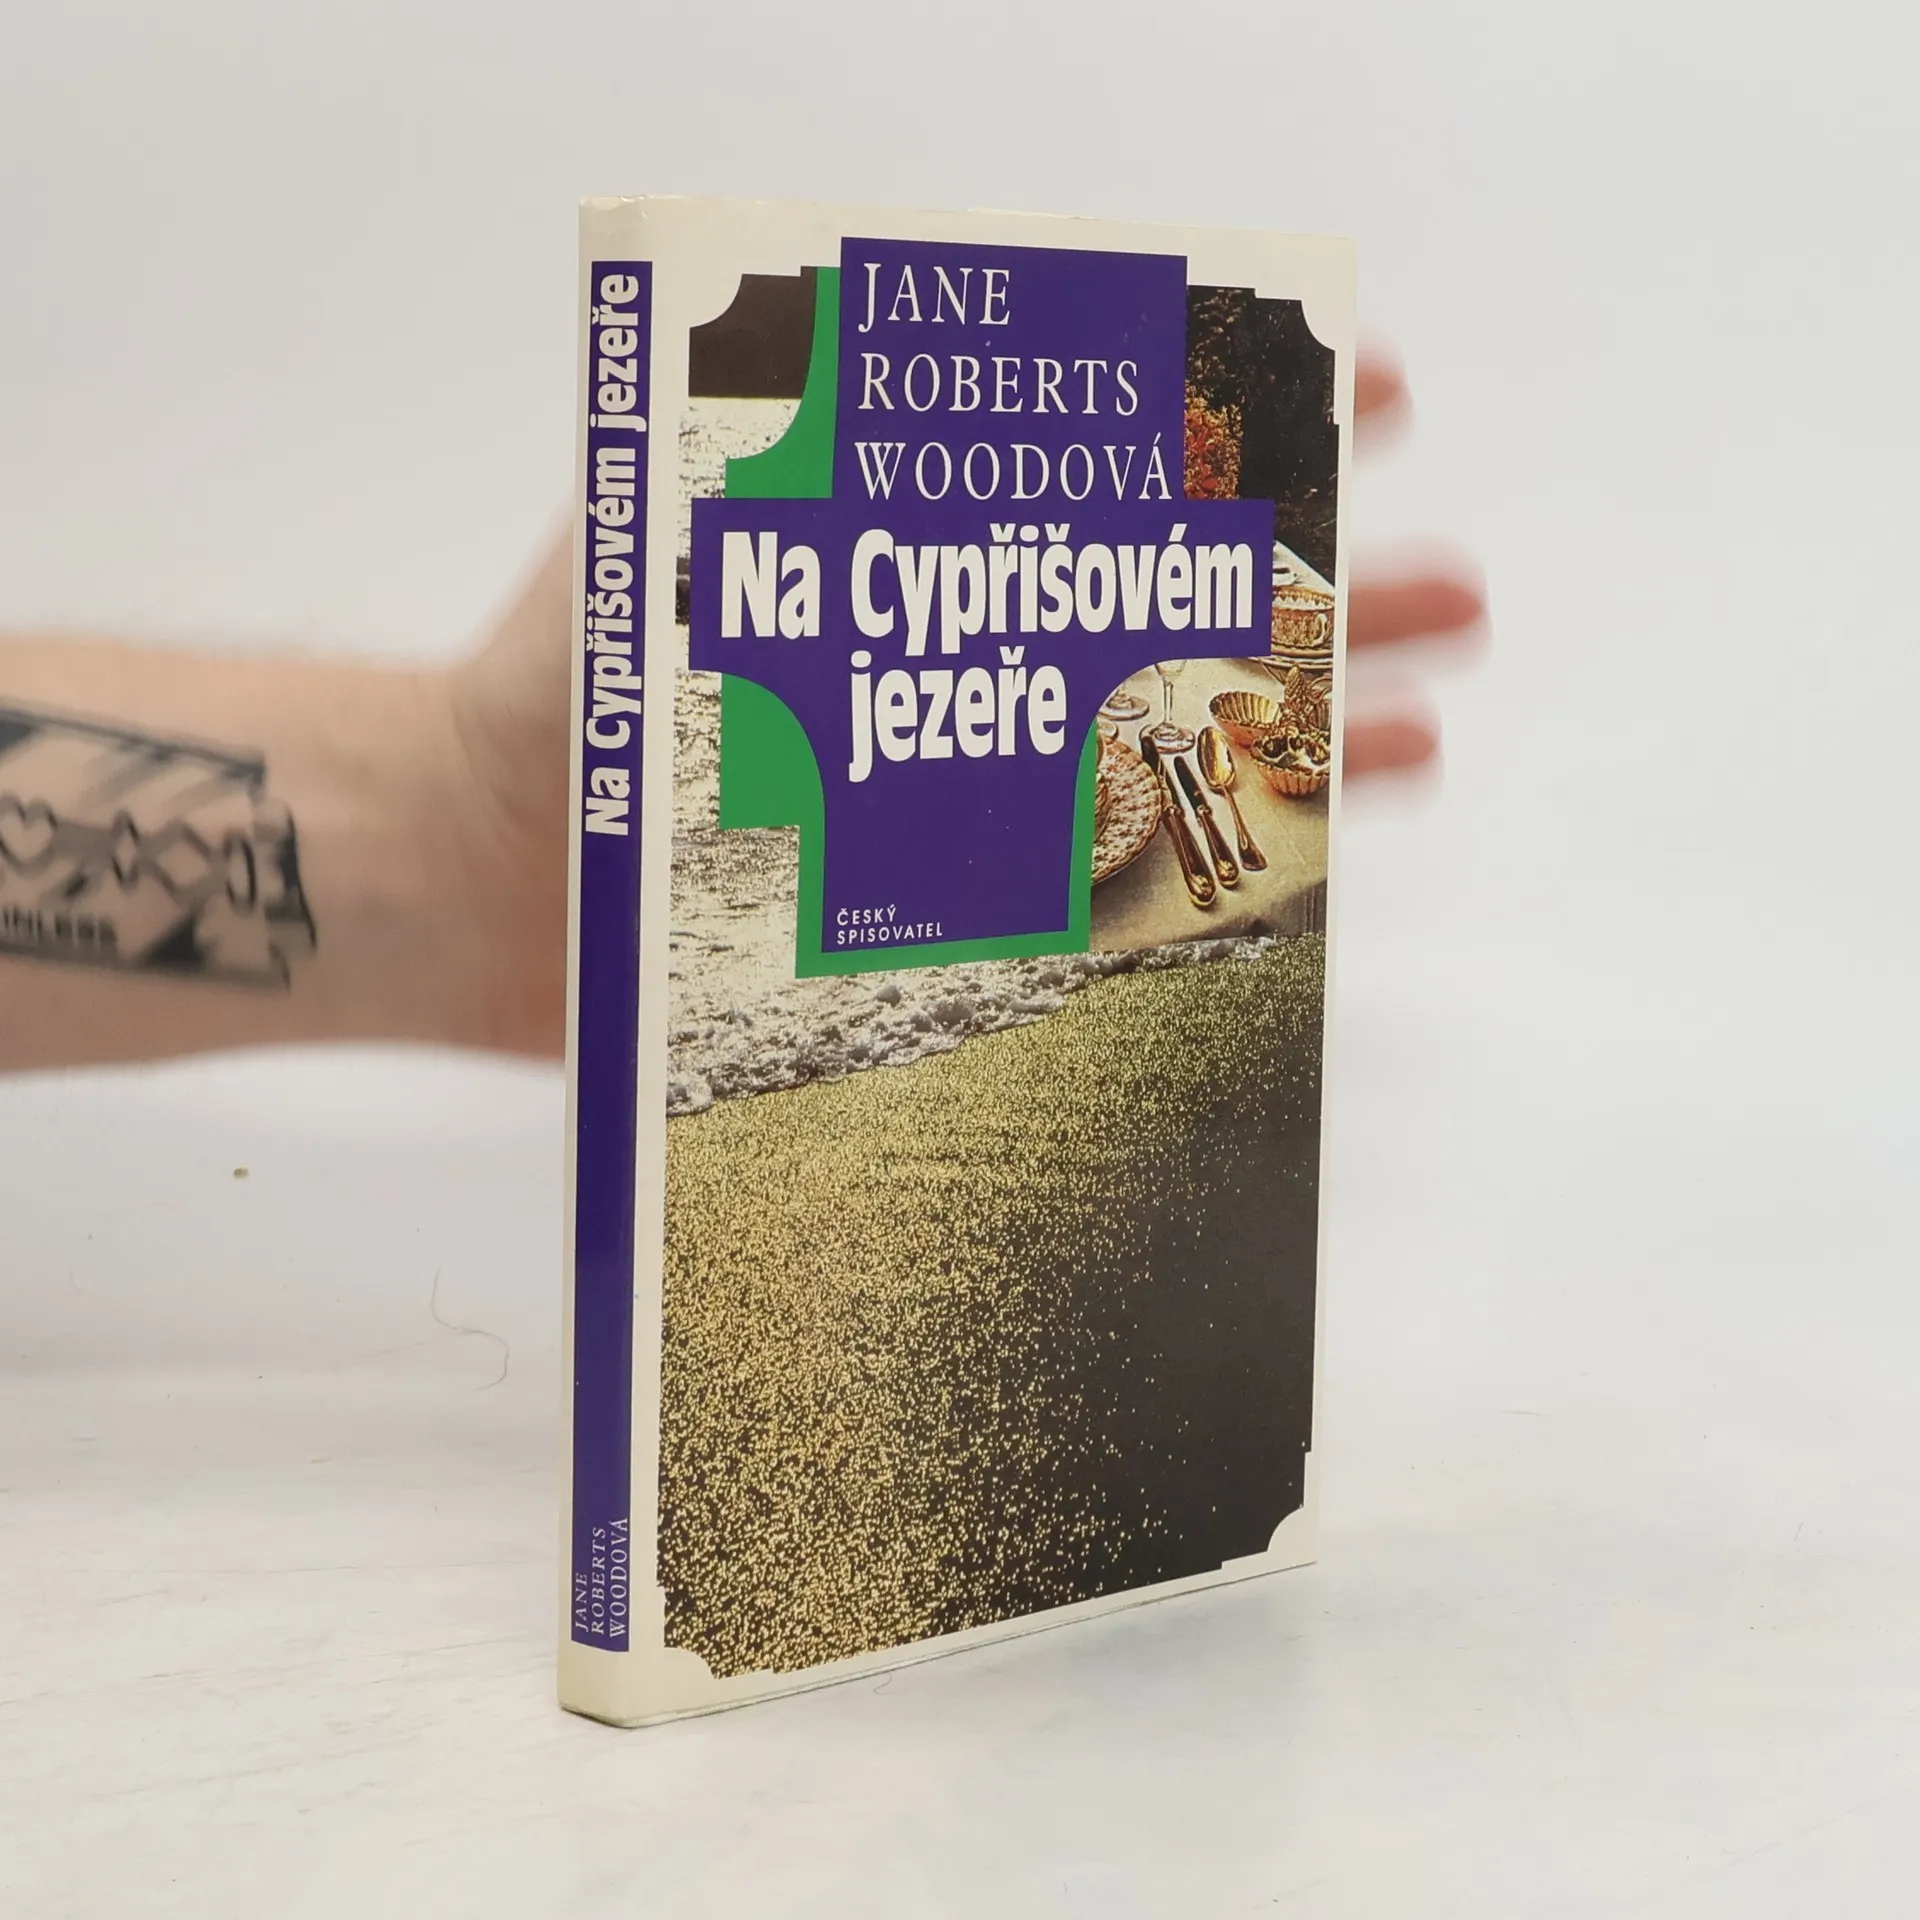 JANE
ROBERTS
WOODOVÁ
Na Cypřišovém
jezeře
ČESKÝ
SPISOVATEL
Na Cypřišovém jezeře
JANE
ROBERTS
WOODOVÁ